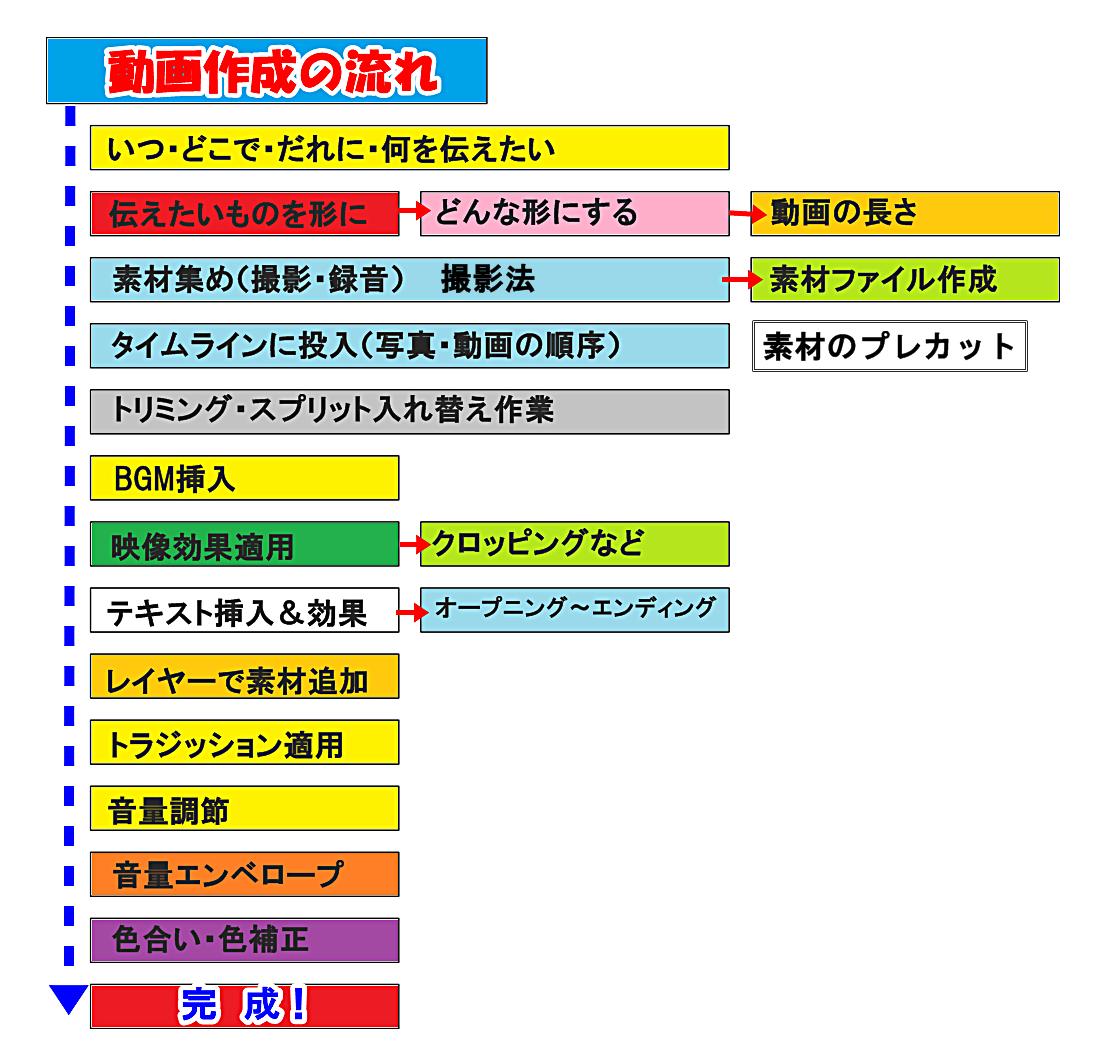 動画作成の流れ
いつ・どこで・だれに・何を伝えたい
伝えたいものを形に
どんな形にする
動画の長さ
素材集め(撮影・録音)　撮影法
素材ファイル作成
タイムラインに投入(写真・動画の順序)
素材のプレカット
トリミング・スプリット入れ替え作業
BGM挿入
映像効果適用
クロッピングなど
テキスト挿入＆効果
オープニング～エンディング
レイヤーで素材追加
トラジッション適用
音量調節
音量エンベロープ
色合い・色補正
完　成！